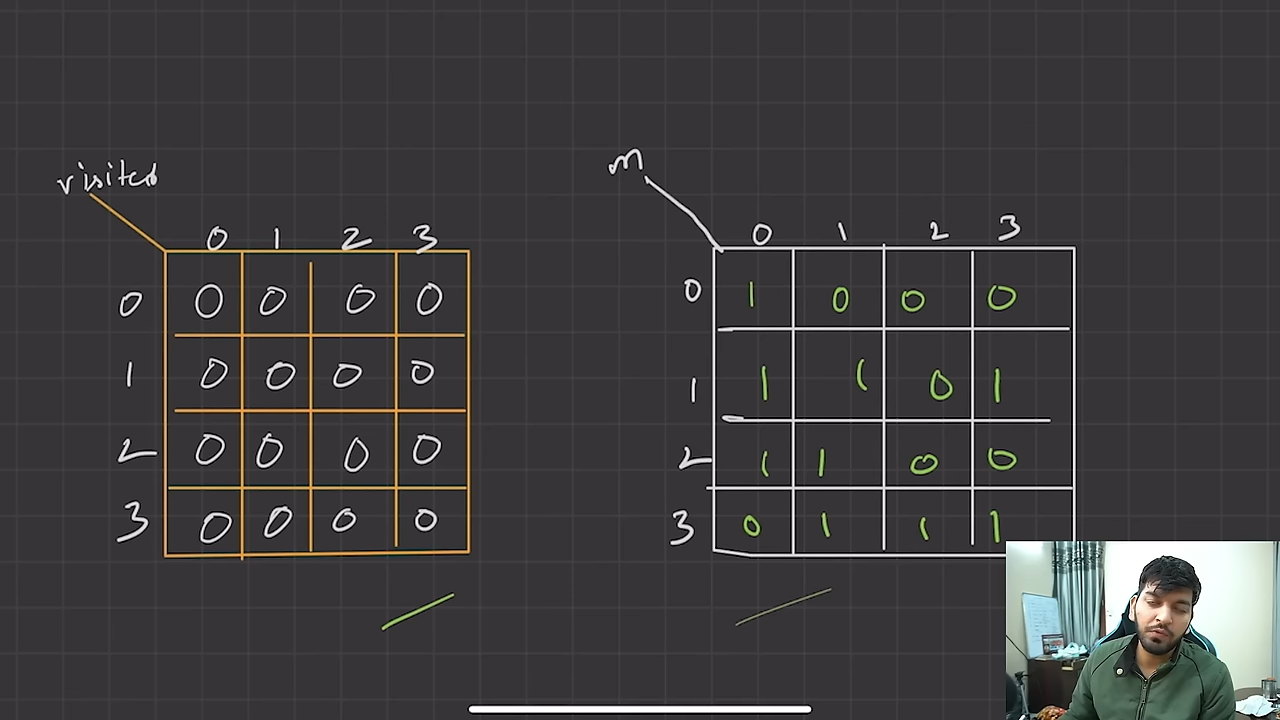 visited
0 1 2 3
0 0 0 0 0
1 0 0 0 0
2 0 0 0 0
3 0 0 0 0
m
0 1 2 3
0 1 0 0 0
1 1 1 0 1
2 1 1 0 0
3 0 1 1 1